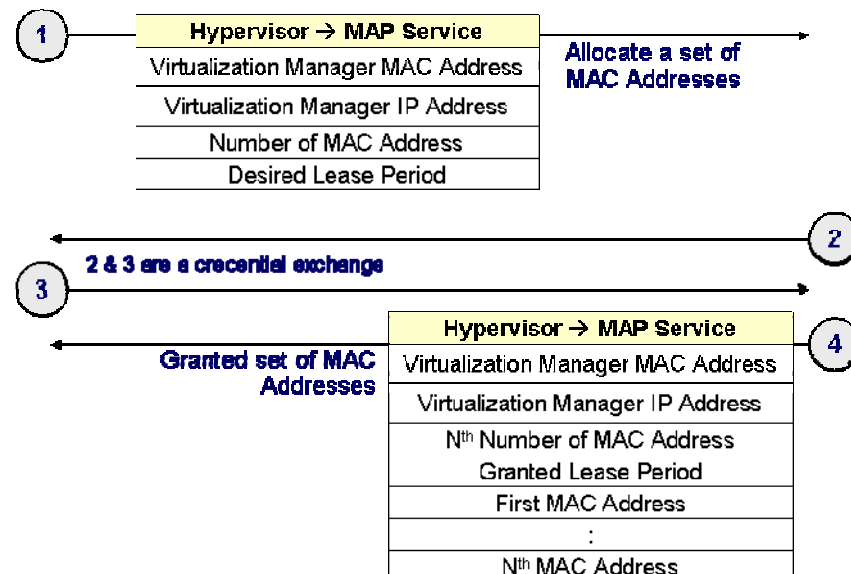 1
Hypervisor → MAP Service
Virtualization Manager MAC Address
Virtualization Manager IP Address
Number of MAC Address
Desired Lease Period
Allocate a set of
MAC Addresses
2
2 & 3 are a crecential exchange
3
Hypervisor → MAP Service
4
Granted set of MAC
Addresses
Virtualization Manager MAC Address
Virtualization Manager IP Address
Nth Number of MAC Address
Granted Lease Period
First MAC Address
:
Nth MAC Address